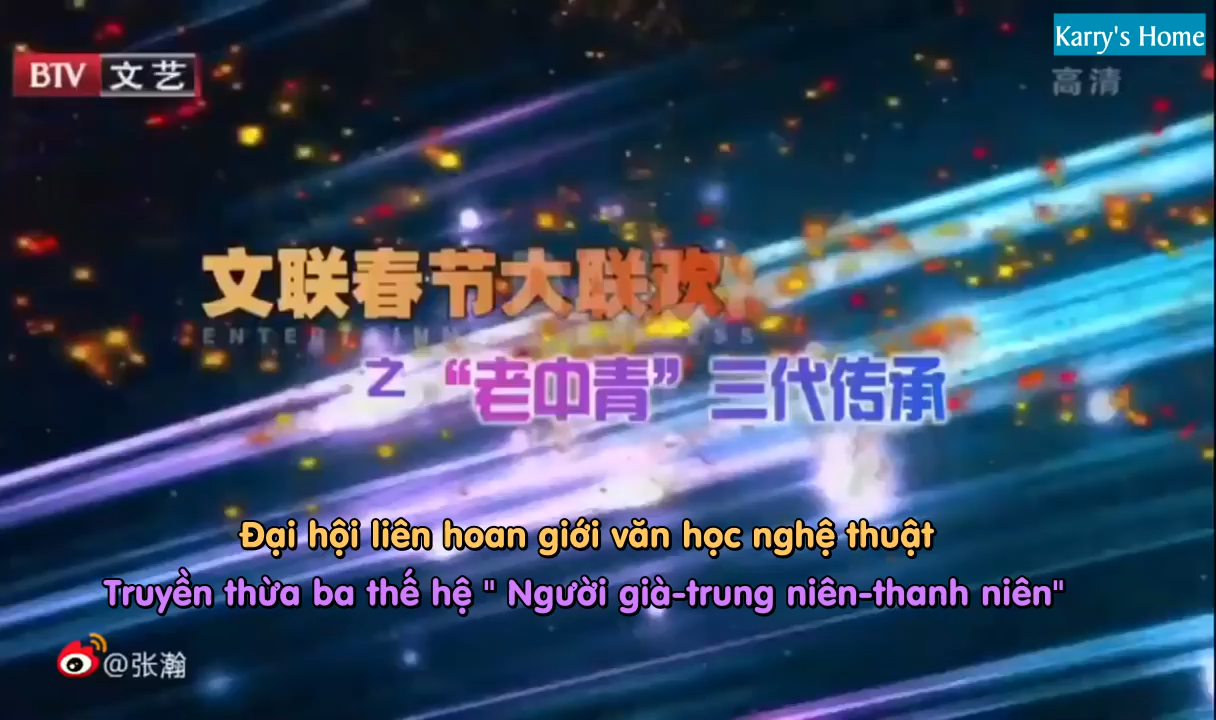 Karry's Home
BTV 文艺
高清
文联春节大联欢
之“老中青”三代传承
Đại hội liên hoan giới văn học nghệ thuật
Truyền thừa ba thế hệ " Người già-trung niên-thanh niên"
@张瀚